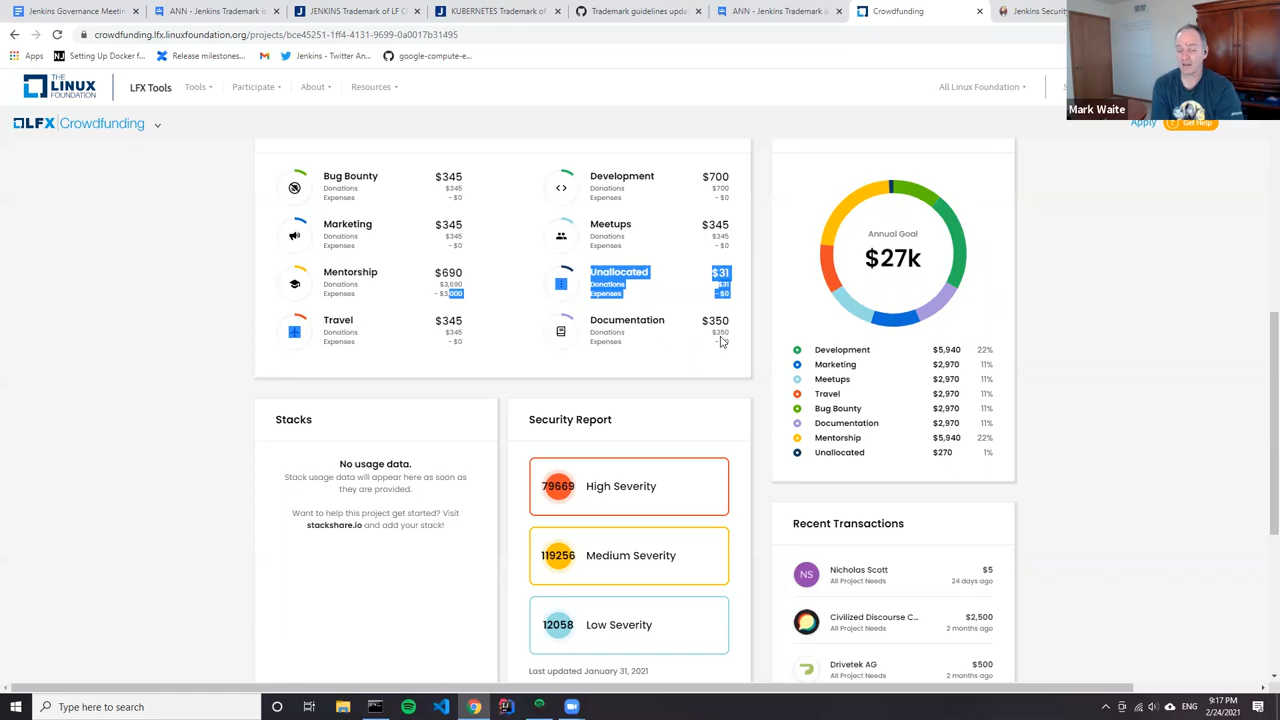 Jenkins Governance Meet
ANN - Jenkins Trademark is
JENKINS Trademark of LF C
KUBERNETES Trademark of
Trademark guidelines upda
ANN - Jenkins Trademark
Crowdfunding
Jenkins Securit
crowdfunding.lfx.linuxfoundation.org/projects/bce45251-1ff4-4131-9699-0a0017b31495
Apps
Setting Up Docker f...
Release milestones...
Jenkins - Twitter An...
google-compute-e...
THE LINUX FOUNDATION
LFX Tools
Tools
Participate
About
Resources
All Linux Foundation
Mark Waite
LFX Crowdfunding
Apply
Get Help
Bug Bounty $345
Donations $345
Expenses - $0
Development $700
Donations $700
Expenses - $0
Marketing $345
Donations $345
Expenses - $0
Meetups $345
Donations $345
Expenses - $0
Mentorship $690
Donations $3,690
Expenses - $3,000
Unallocated $31
Donations $31
Expenses - $0
Travel $345
Donations $345
Expenses - $0
Documentation $350
Donations $350
Expenses
Annual Goal
$27k
Development $5,940 22%
Marketing $2,970 11%
Meetups $2,970 11%
Travel $2,970 11%
Bug Bounty $2,970 11%
Documentation $2,970 11%
Mentorship $5,940 22%
Unallocated $270 1%
Stacks
No usage data.
Stack usage data will appear here as soon as
they are provided.
Want to help this project get started? Visit
stackshare.io and add your stack!
Security Report
79669 High Severity
119256 Medium Severity
12058 Low Severity
Last updated January 31, 2021
Recent Transactions
NS
Nicholas Scott $5
All Project Needs 24 days ago
Civilized Discourse C... $2,500
All Project Needs 2 months ago
Drivetek AG $500
All Project Needs 2 months ago
Type here to search
ENG
9:17 PM
2/24/2021